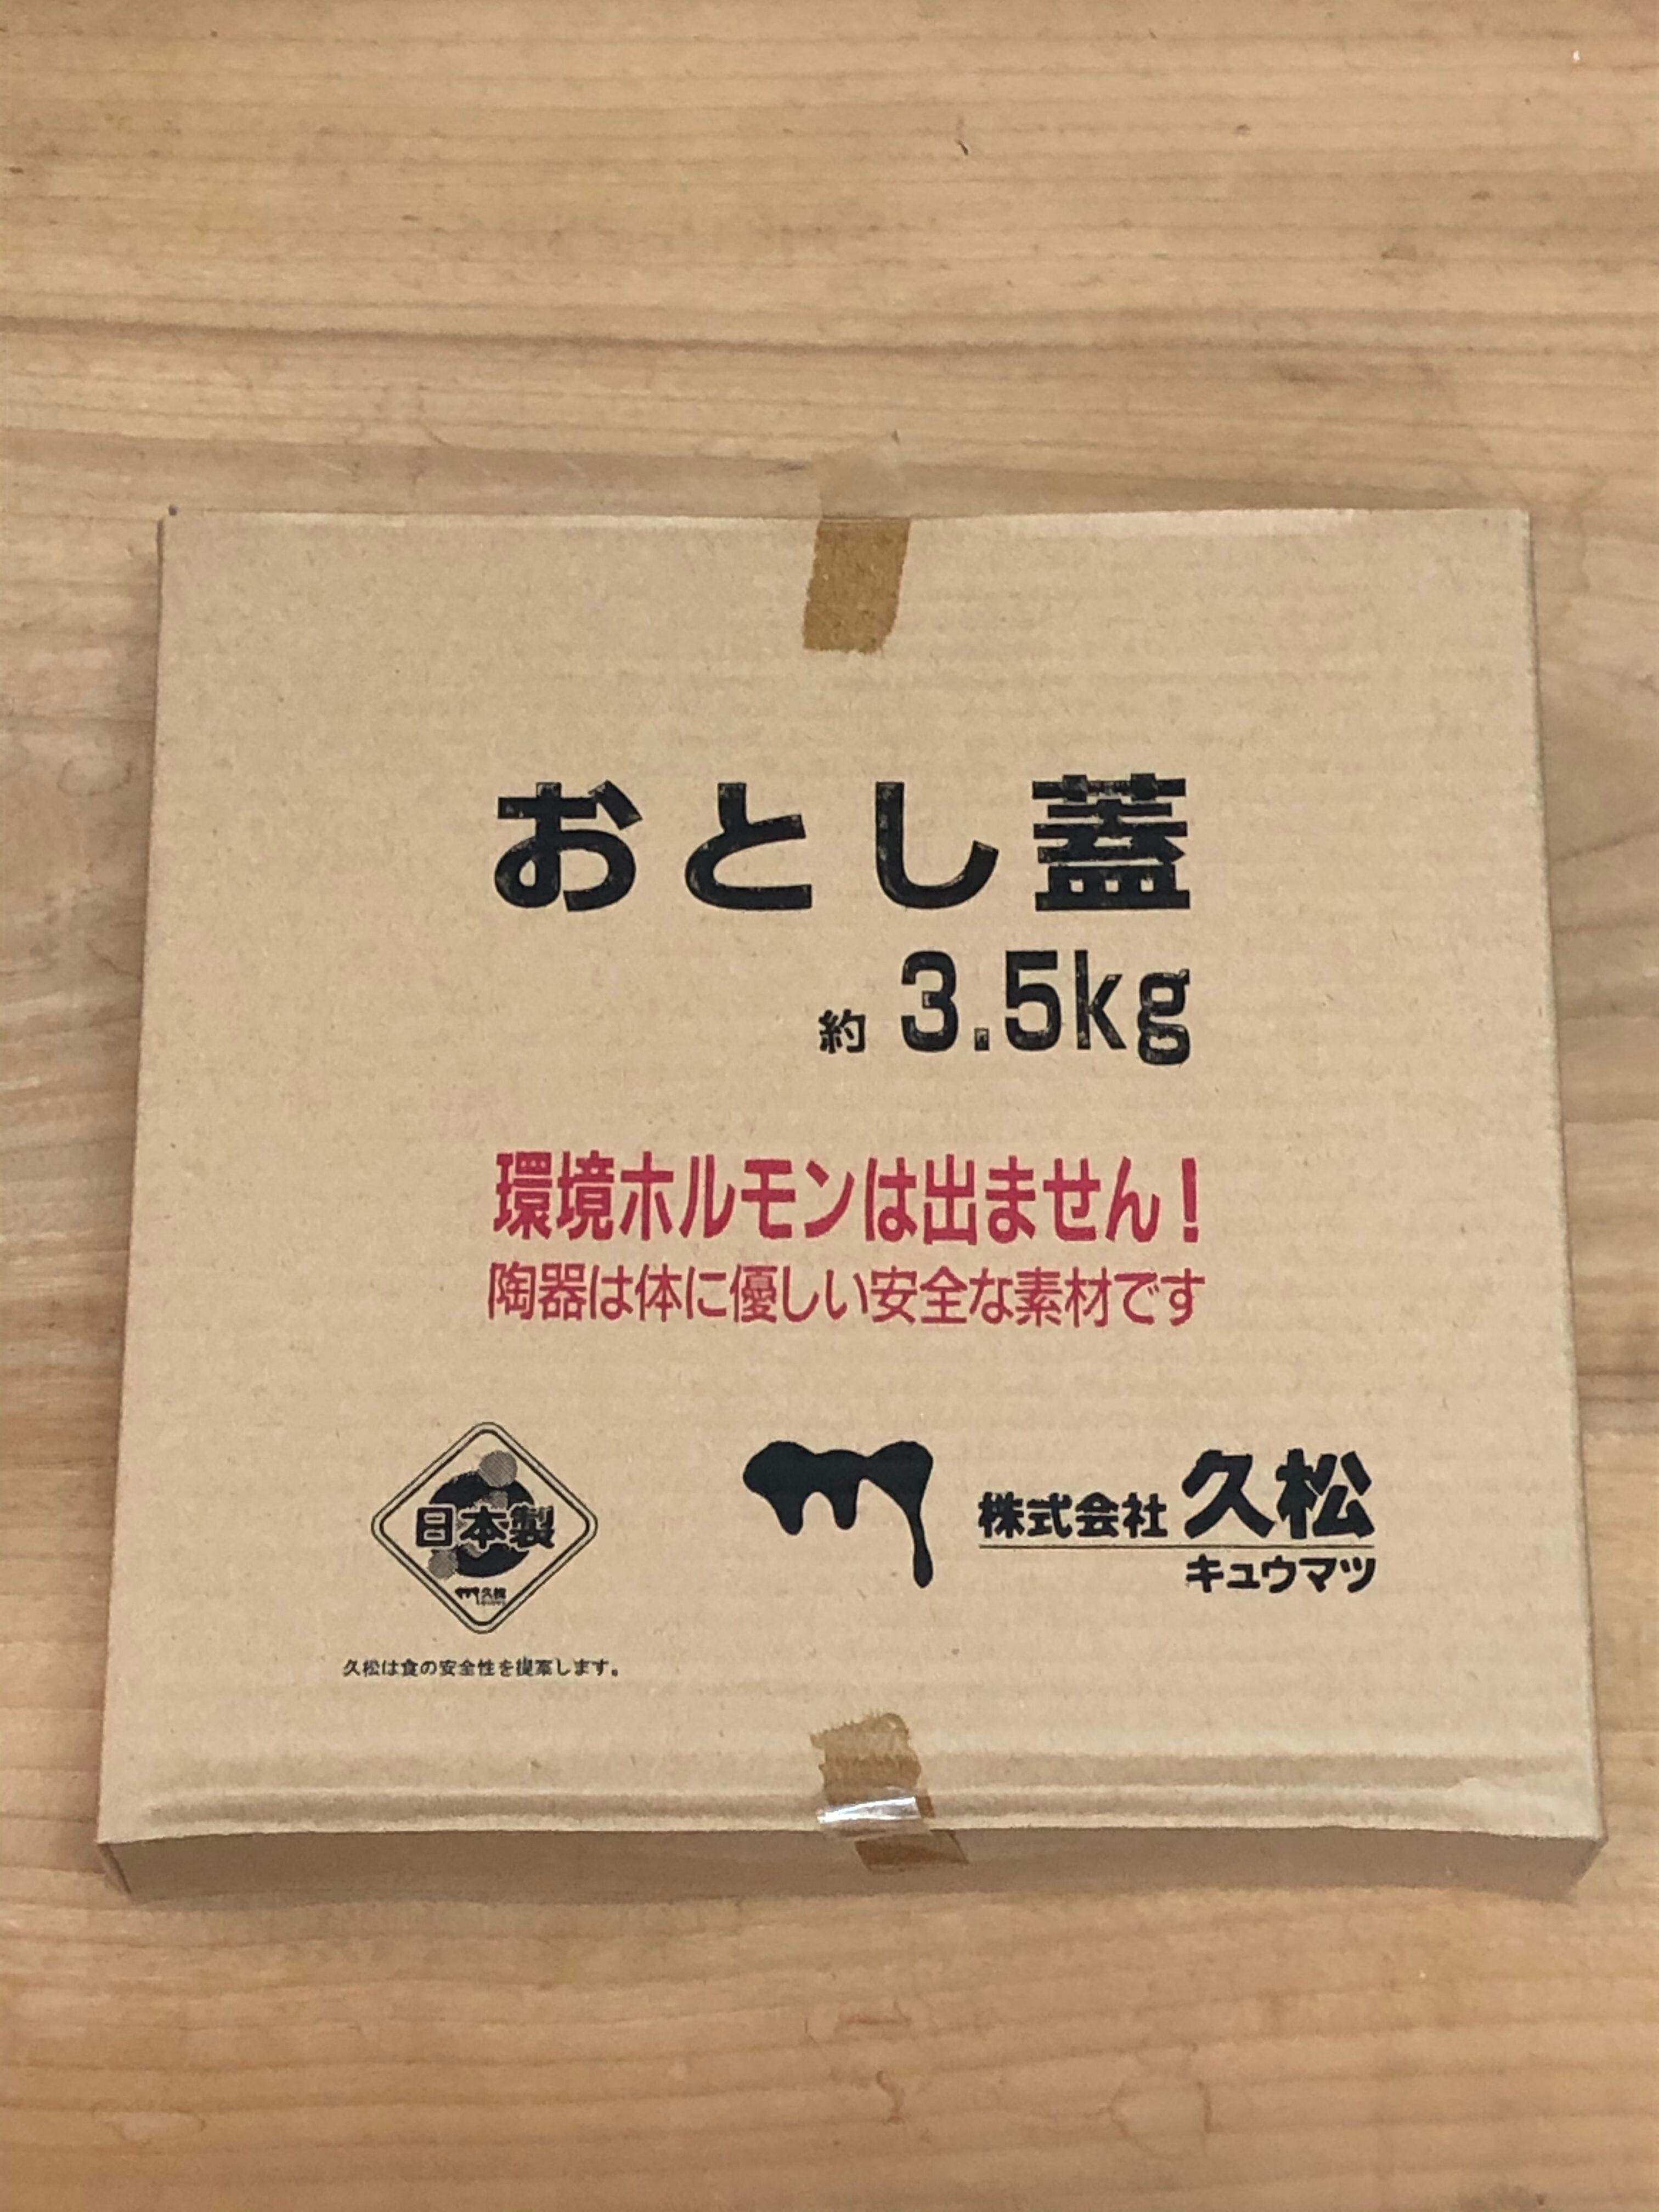 おとし蓋
約3.5kg
環境ホルモンは出ません！
陶器は体に優しい安全な素材です
日本製
久松
久松は食の安全性を提案します。
株式会社久松
キュウマツ